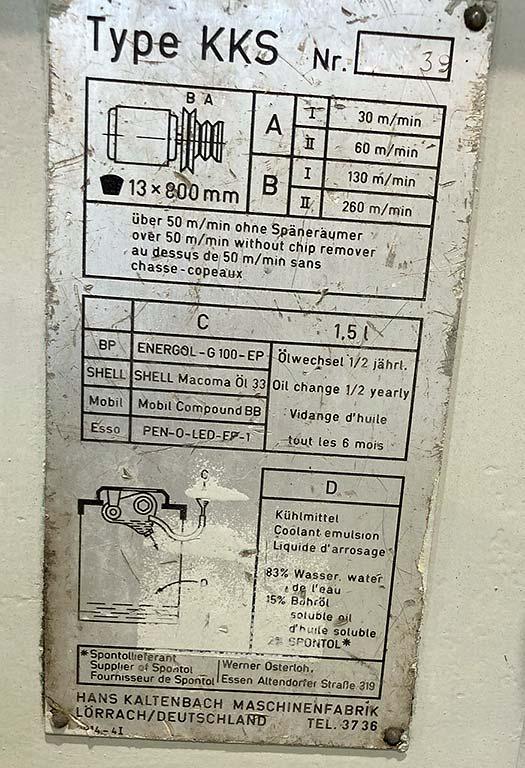 Type KKS Nr. 39
B A
A I 30 m/min
II 60 m/min
B I 130 m/min
II 260 m/min
13 × 800 mm
über 50 m/min ohne Späneräumer
over 50 m/min without chip remover
au dessus de 50 m/min sans
chasse-copeaux
C 1,5 l
BP ENERGOL-G 100-EP
SHELL SHELL Macoma Öl 33
Mobil Mobil Compound BB
Esso PEN-O-LED-EP-1
Ölwechsel 1/2 jährl.
Oil change 1/2 yearly
Vidange d'huile
tout les 6 mois
C
D
D
Kühlmittel
Coolant emulsion
Liquide d'arrosage
83% Wasser, water
de l'eau
15% Bohröl
soluble oil
d'huile soluble
2% SPONTOL*
*Spontollieferant
Supplier of Spontol
Fournisseur de Spontol
Werner Osterloh,
Essen Altendorfer Straße 319
HANS KALTENBACH MASCHINENFABRIK
LÖRRACH/DEUTSCHLAND TEL. 3736